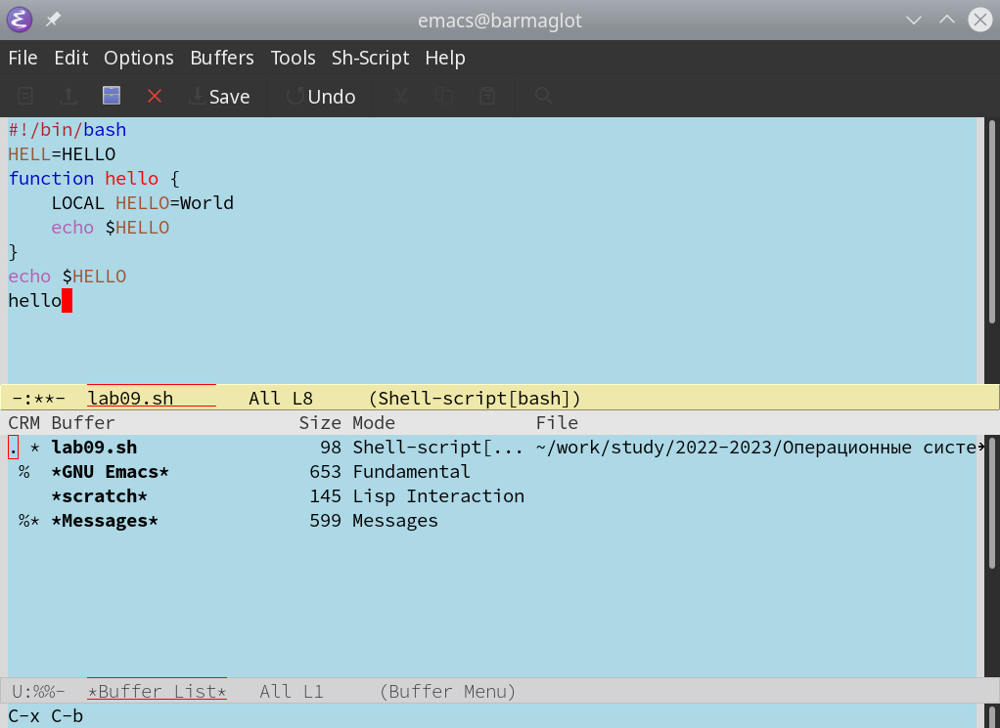 emacs@barmaglot
File Edit Options Buffers Tools Sh-Script Help
Save Undo
#!/bin/bash
HELL=HELLO
function hello {
    LOCAL HELLO=World
    echo $HELLO
}
echo $HELLO
hello
-:**-  lab09.sh       All L8     (Shell-script[bash])
CRM Buffer                 Size Mode             File
. * lab09.sh                 98 Shell-script[... ~/work/study/2022-2023/Операционные систе
 %  *GNU Emacs*             653 Fundamental
    *scratch*               145 Lisp Interaction
 %* *Messages*              599 Messages
U:%%-  *Buffer List*   All L1     (Buffer Menu)
C-x C-b